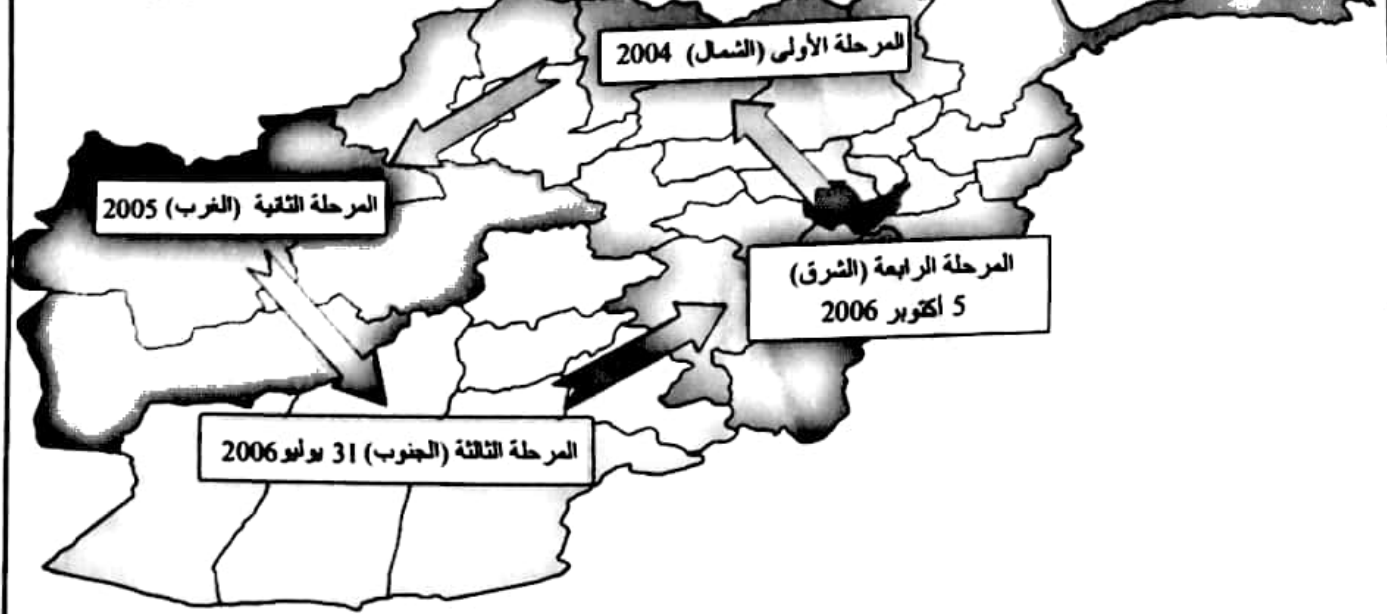 المرحلة الأولى (الشمال) 2004
المرحلة الثانية (الغرب) 2005
المرحلة الرابعة (الشرق)
5 أكتوبر 2006
المرحلة الثالثة (الجنوب) 31 يوليو 2006